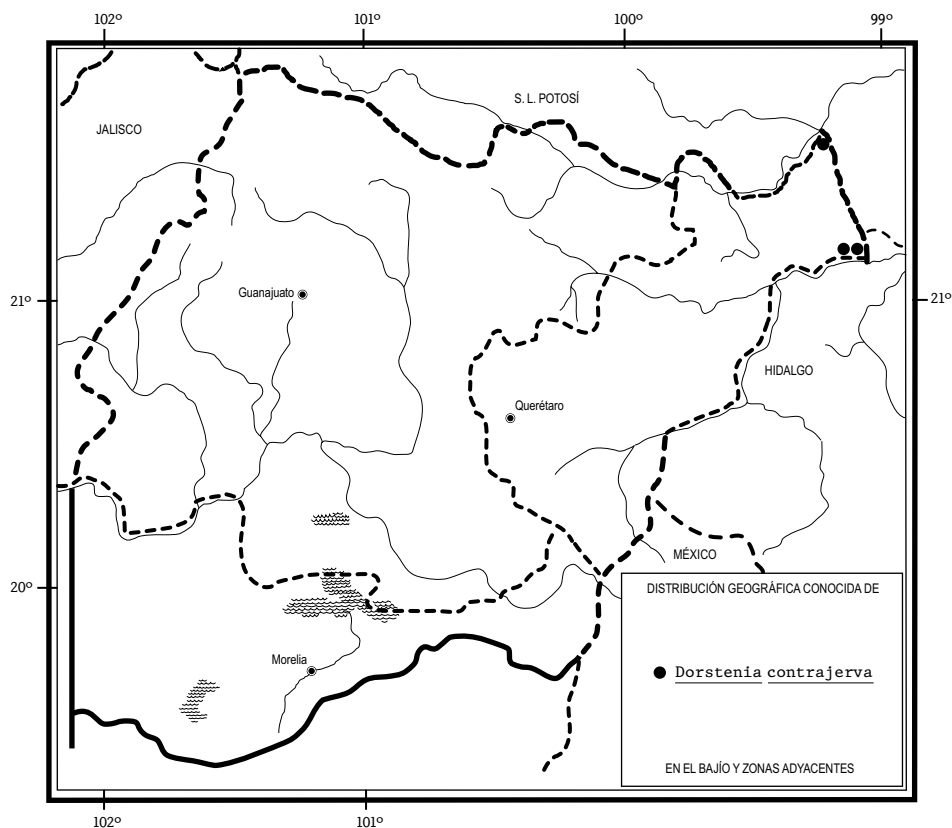 102º 101º 100º 99º
S. L. POTOSÍ
JALISCO
21º Guanajuato 21º
HIDALGO
Querétaro
MÉXICO
20º
DISTRIBUCIÓN GEOGRÁFICA CONOCIDA DE
Morelia
Dorstenia contrajerva
EN EL BAJÍO Y ZONAS ADYACENTES
102º 101º